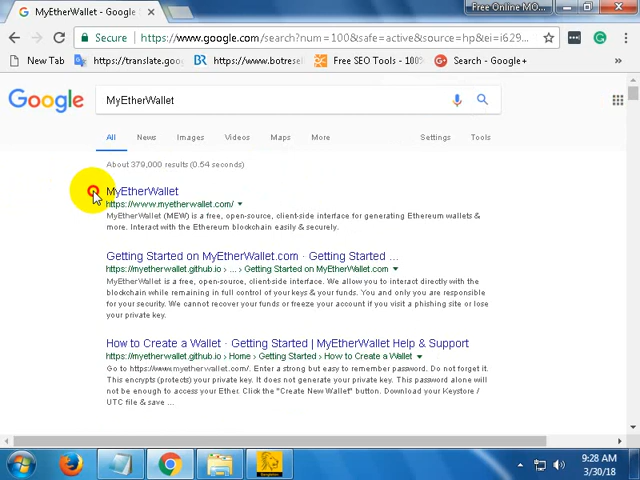 MyEtherWallet - Google
Free Online MO...
Secure
https://www.google.com/search?num=100&safe=active&source=hp&ei=i629...
New Tab
https://translate.goog.
BR
https://www.botresell
Free SEO Tools - 100%
Search - Google+
Google
MyEtherWallet
All
News
Images
Videos
Maps
More
Settings
Tools
About 379,000 results (0.54 seconds)
MyEtherWallet
https://www.myetherwallet.com/
MyEtherWallet (MEW) is a free, open-source, client-side interface for generating Ethereum wallets &
more. Interact with the Ethereum blockchain easily & securely.
Getting Started on MyEtherWallet.com · Getting Started ...
https://myetherwallet.github.io › ... › Getting Started on MyEtherWallet.com
MyEtherWallet is a free, open-source, client-side interface. We allow you to interact directly with the
blockchain while remaining in full control of your keys & your funds. You and only you are responsible
for your security. We cannot recover your funds or freeze your account if you visit a phishing site or lose
your private key.
How to Create a Wallet · Getting Started | MyEtherWallet Help & Support
https://myetherwallet.github.io › Home › Getting Started › How to Create a Wallet
Go to https://www.myetherwallet.com/. Enter a strong but easy to remember password. Do not forget it.
This encrypts (protects) your private key. It does not generate your private key. This password alone will
not be enough to access your Ether. Click the "Create New Wallet" button. Download your Keystore /
UTC file & save ...
9:28 AM
3/30/18